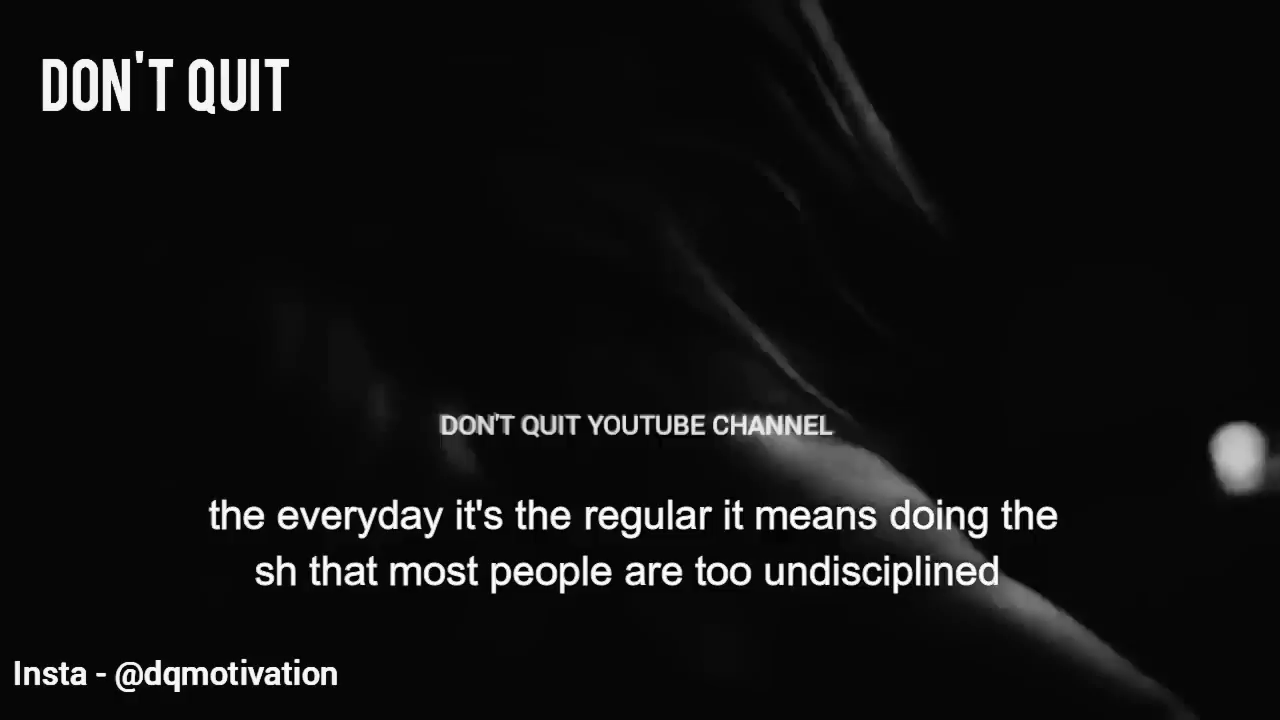 DON'T QUIT
DON'T QUIT YOUTUBE CHANNEL
the everyday it's the regular it means doing the
sh that most people are too undisciplined
Insta - @dqmotivation